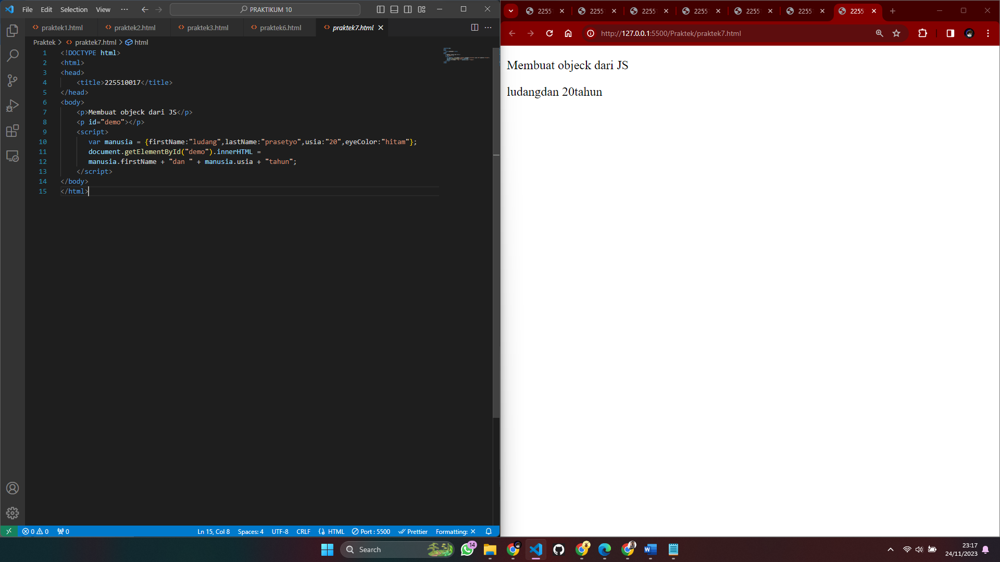 File Edit Selection View ··· PRAKTIKUM 10
praktek1.html praktek2.html praktek3.html praktek6.html praktek7.html
Praktek > praktek7.html > html
1 <!DOCTYPE html>
2 <html>
3 <head>
4 <title>225510017</title>
5 </head>
6 <body>
7 <p>Membuat objeck dari JS</p>
8 <p id="demo"></p>
9 <script>
10 var manusia = {firstName:"ludang",lastName:"prasetyo",usia:"20",eyeColor:"hitam"};
11 document.getElementById("demo").innerHTML =
12 manusia.firstName + "dan " + manusia.usia + "tahun";
13 </script>
14 </body>
15 </html>
0 0 0 Ln 15, Col 8 Spaces: 4 UTF-8 CRLF HTML Port : 5500 Prettier Formatting: ×
2255 2255 2255 2255 2255 2255 2255
http://127.0.0.1:5500/Praktek/praktek7.html
Membuat objeck dari JS
ludangdan 20tahun
Search 14 23:17
24/11/2023